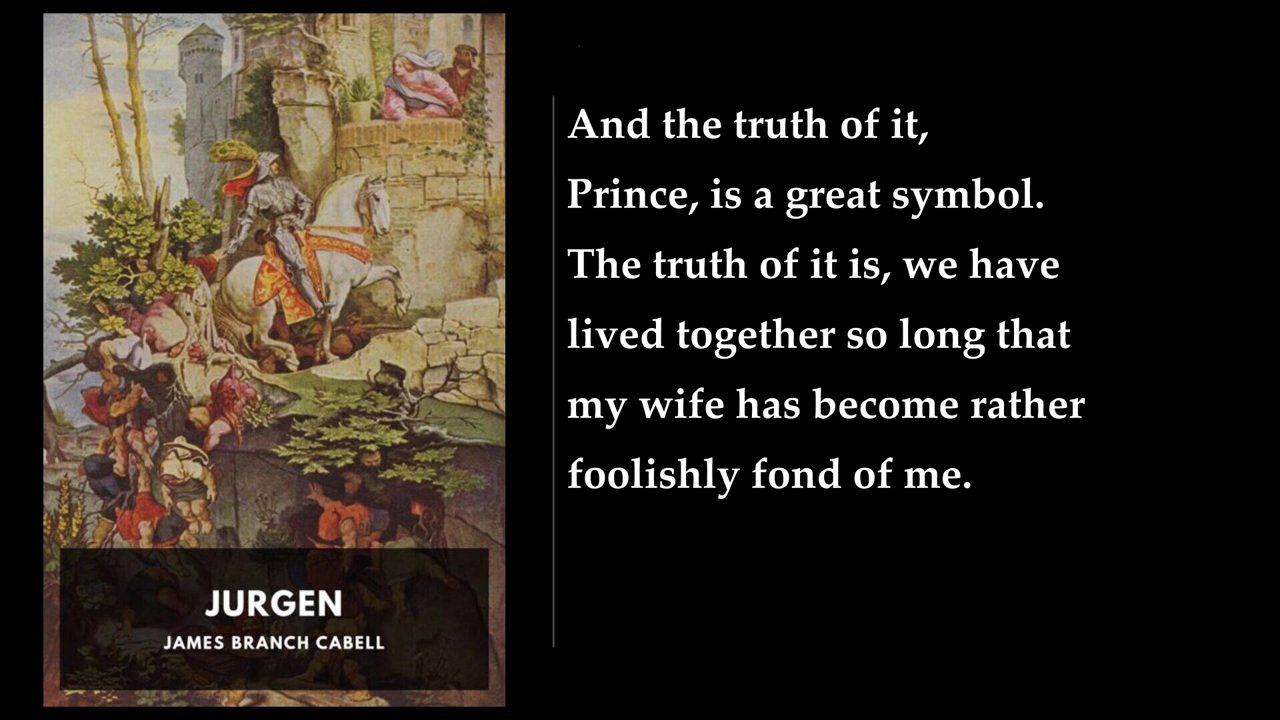 JURGEN
JAMES BRANCH CABELL
And the truth of it,
Prince, is a great symbol.
The truth of it is, we have
lived together so long that
my wife has become rather
foolishly fond of me.